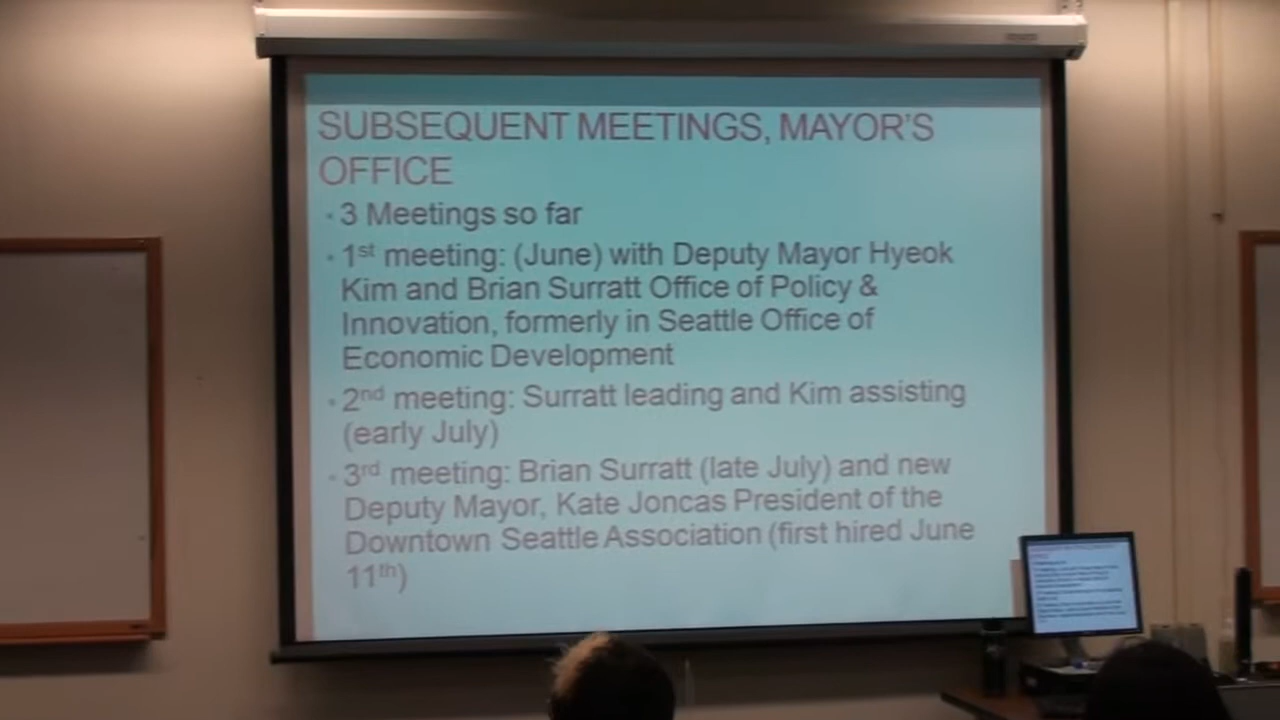 SUBSEQUENT MEETINGS, MAYOR'S
OFFICE
• 3 Meetings so far
• 1st meeting: (June) with Deputy Mayor Hyeok
Kim and Brian Surratt Office of Policy &
Innovation, formerly in Seattle Office of
Economic Development
• 2nd meeting: Surratt leading and Kim assisting
(early July)
• 3rd meeting: Brian Surratt (late July) and new
Deputy Mayor, Kate Joncas President of the
Downtown Seattle Association (first hired June
11th)